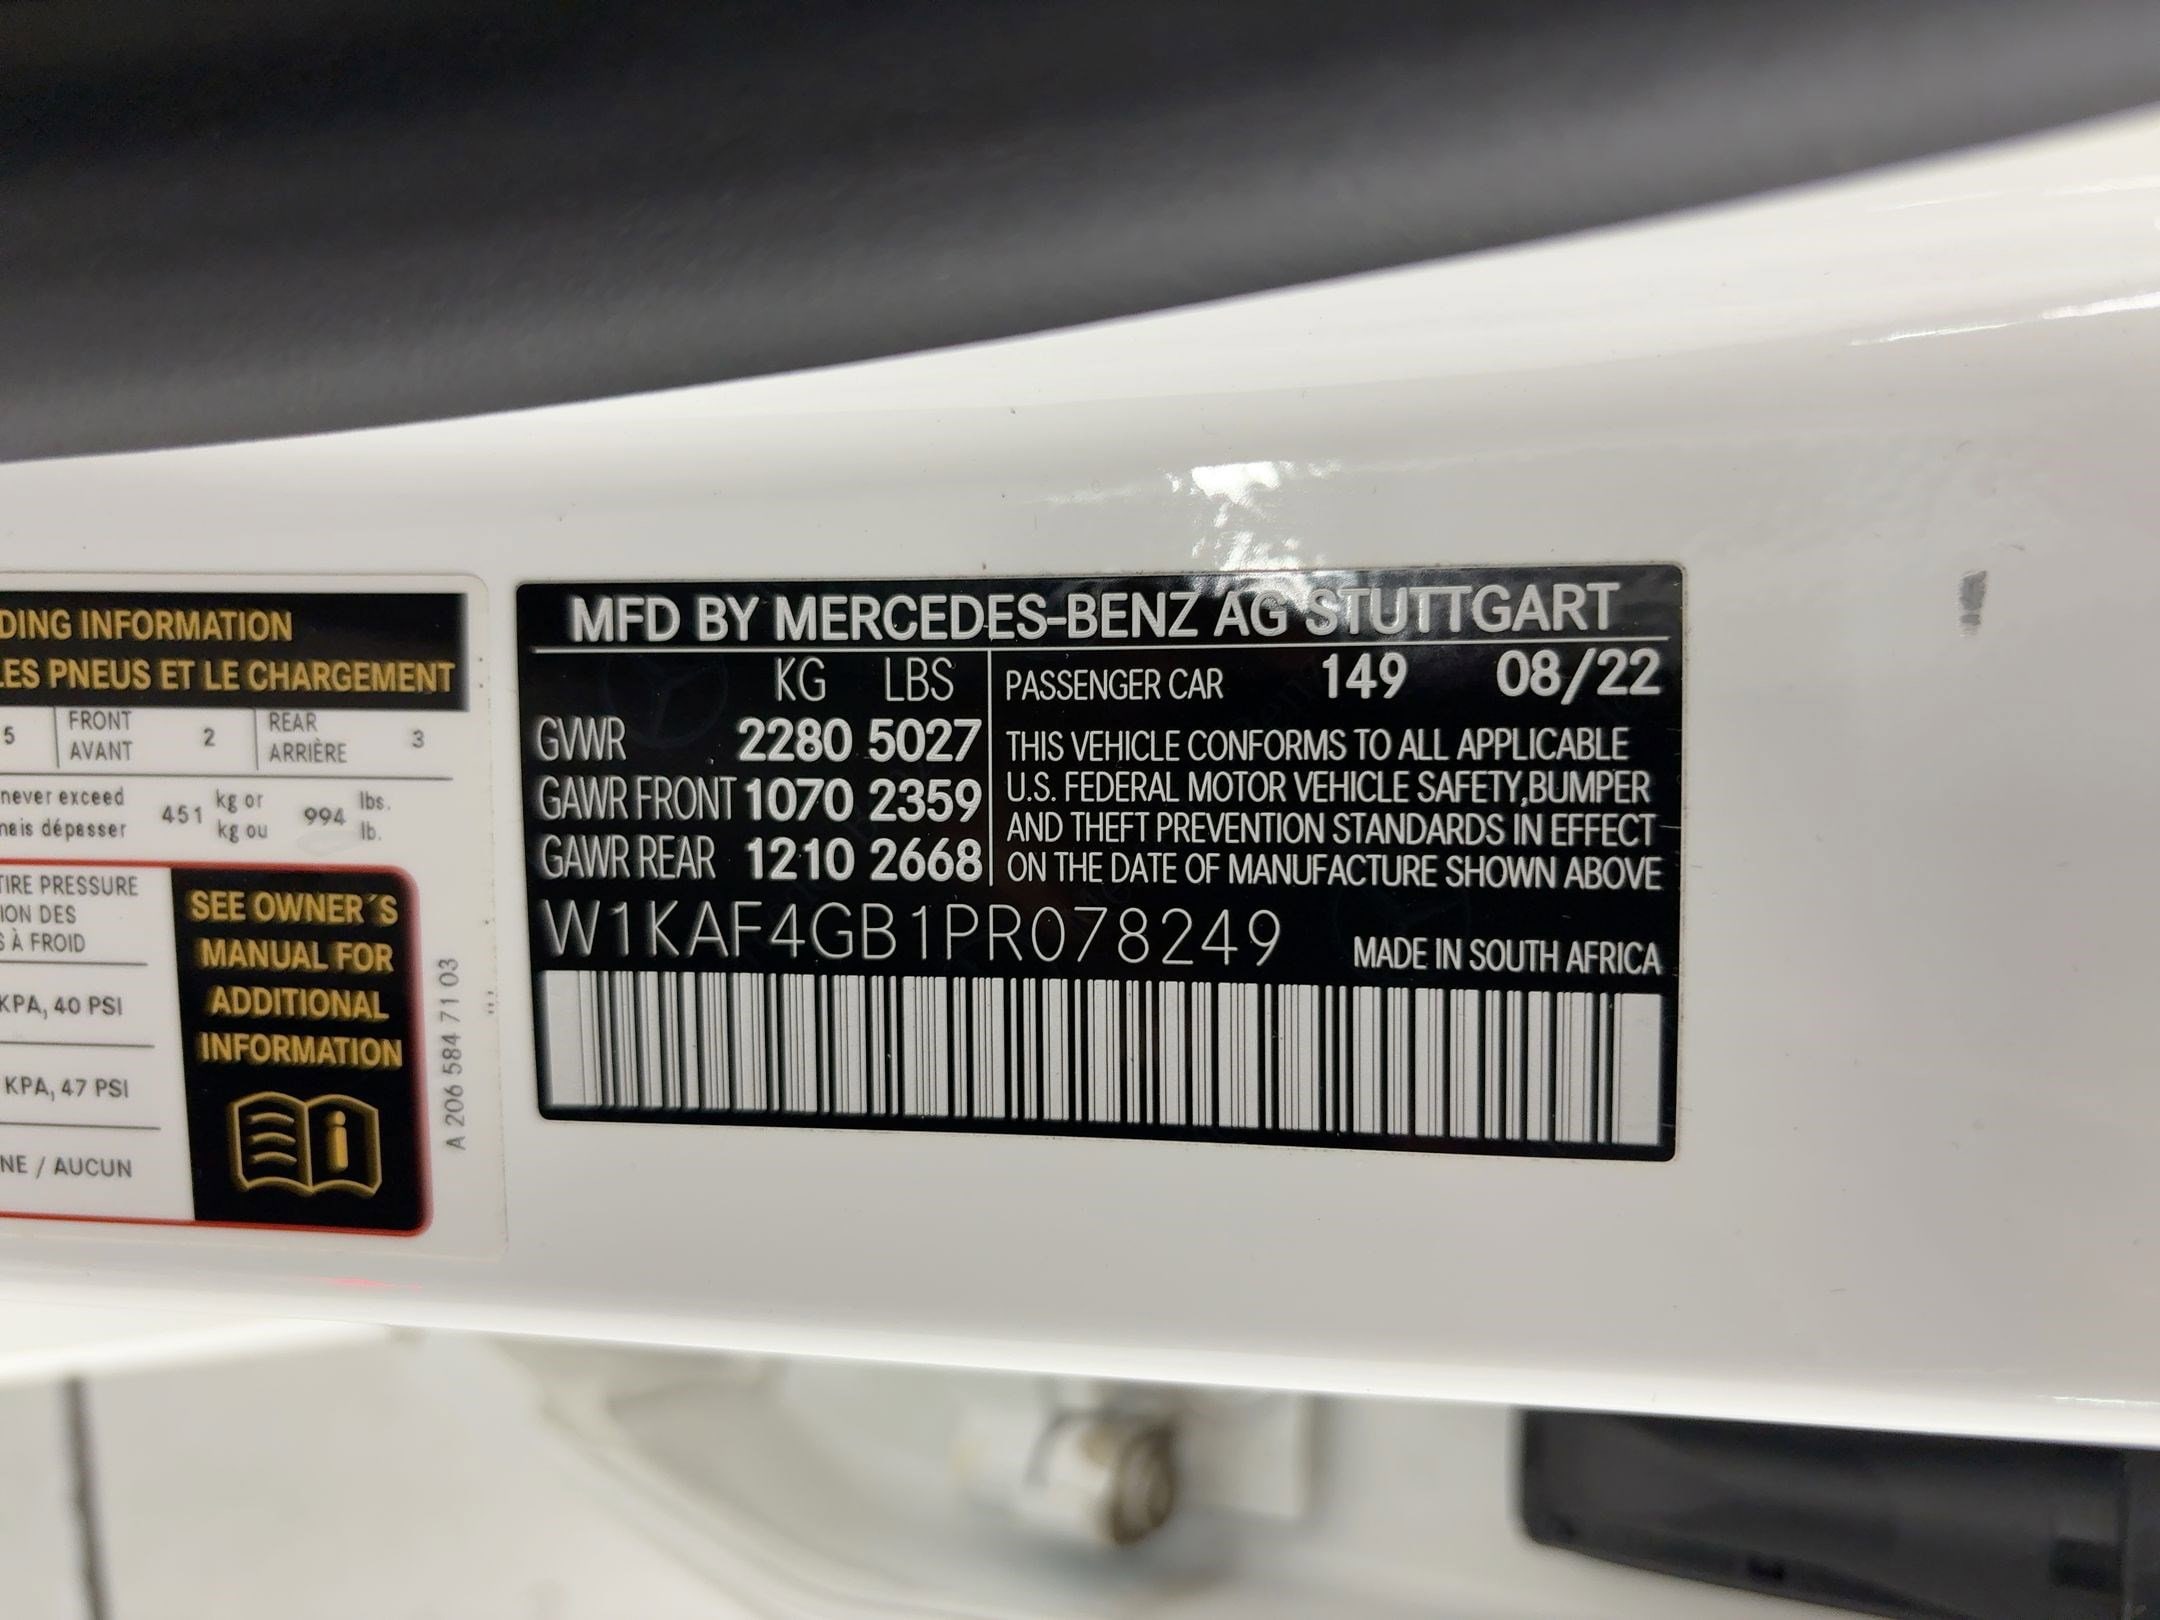 DING INFORMATION
LES PNEUS ET LE CHARGEMENT
5 FRONT AVANT 2 REAR ARRIÈRE 3
never exceed 451 kg or 994 lbs.
mais dépasser kg ou lb.
TIRE PRESSURE
ION DES
S À FROID
KPA, 40 PSI
KPA, 47 PSI
NE / AUCUN
SEE OWNER´S
MANUAL FOR
ADDITIONAL
INFORMATION
i
A 206 584 71 03
MFD BY MERCEDES-BENZ AG STUTTGART
KG LBS
GVWR 2280 5027
GAWR FRONT 1070 2359
GAWR REAR 1210 2668
PASSENGER CAR 149 08/22
THIS VEHICLE CONFORMS TO ALL APPLICABLE
U.S. FEDERAL MOTOR VEHICLE SAFETY,BUMPER
AND THEFT PREVENTION STANDARDS IN EFFECT
ON THE DATE OF MANUFACTURE SHOWN ABOVE
W1KAF4GB1PR078249
MADE IN SOUTH AFRICA